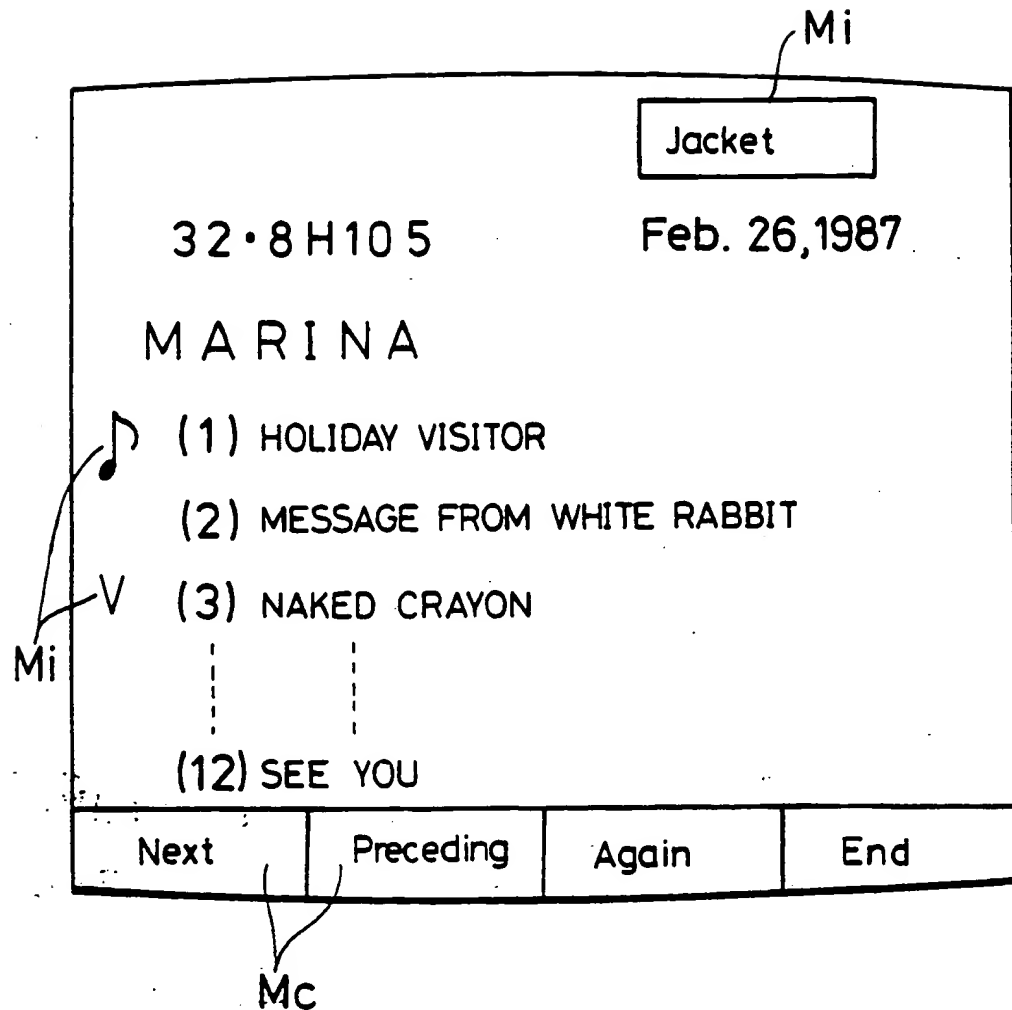 Mi
Jacket
32・8H105 Feb. 26,1987
MARINA
(1) HOLIDAY VISITOR
(2) MESSAGE FROM WHITE RABBIT
V (3) NAKED CRAYON
Mi
(12) SEE YOU
Next Preceding Again End
Mc